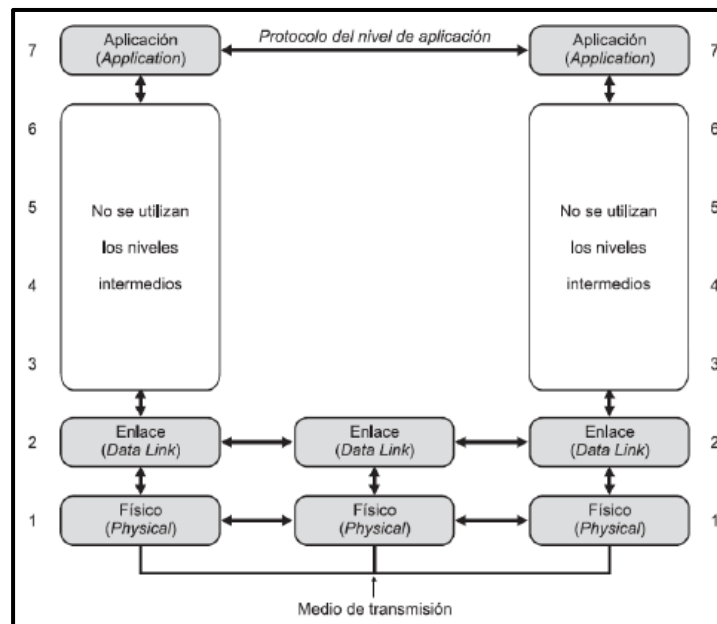 Protocolo del nivel de aplicación
7
Aplicación
(Application)
Aplicación
(Application)
7
6
6
5
No se utilizan
No se utilizan
5
los niveles
los niveles
4
intermedios
intermedios
4
3
3
2
Enlace
(Data Link)
Enlace
(Data Link)
Enlace
(Data Link)
2
1
Físico
(Physical)
Físico
(Physical)
Físico
(Physical)
1
Medio de transmisión